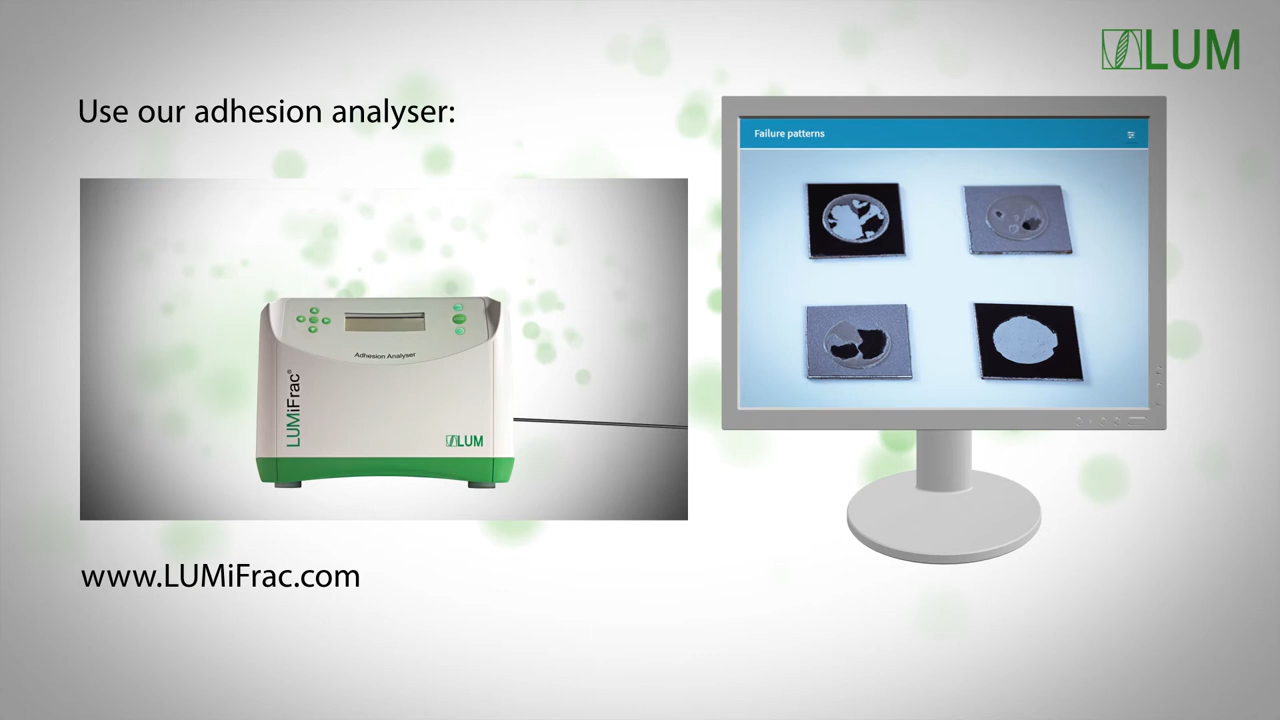 LUM
Use our adhesion analyser:
Failure patterns
Adhesion Analyser
LUMiFrac®
LUM
www.LUMiFrac.com